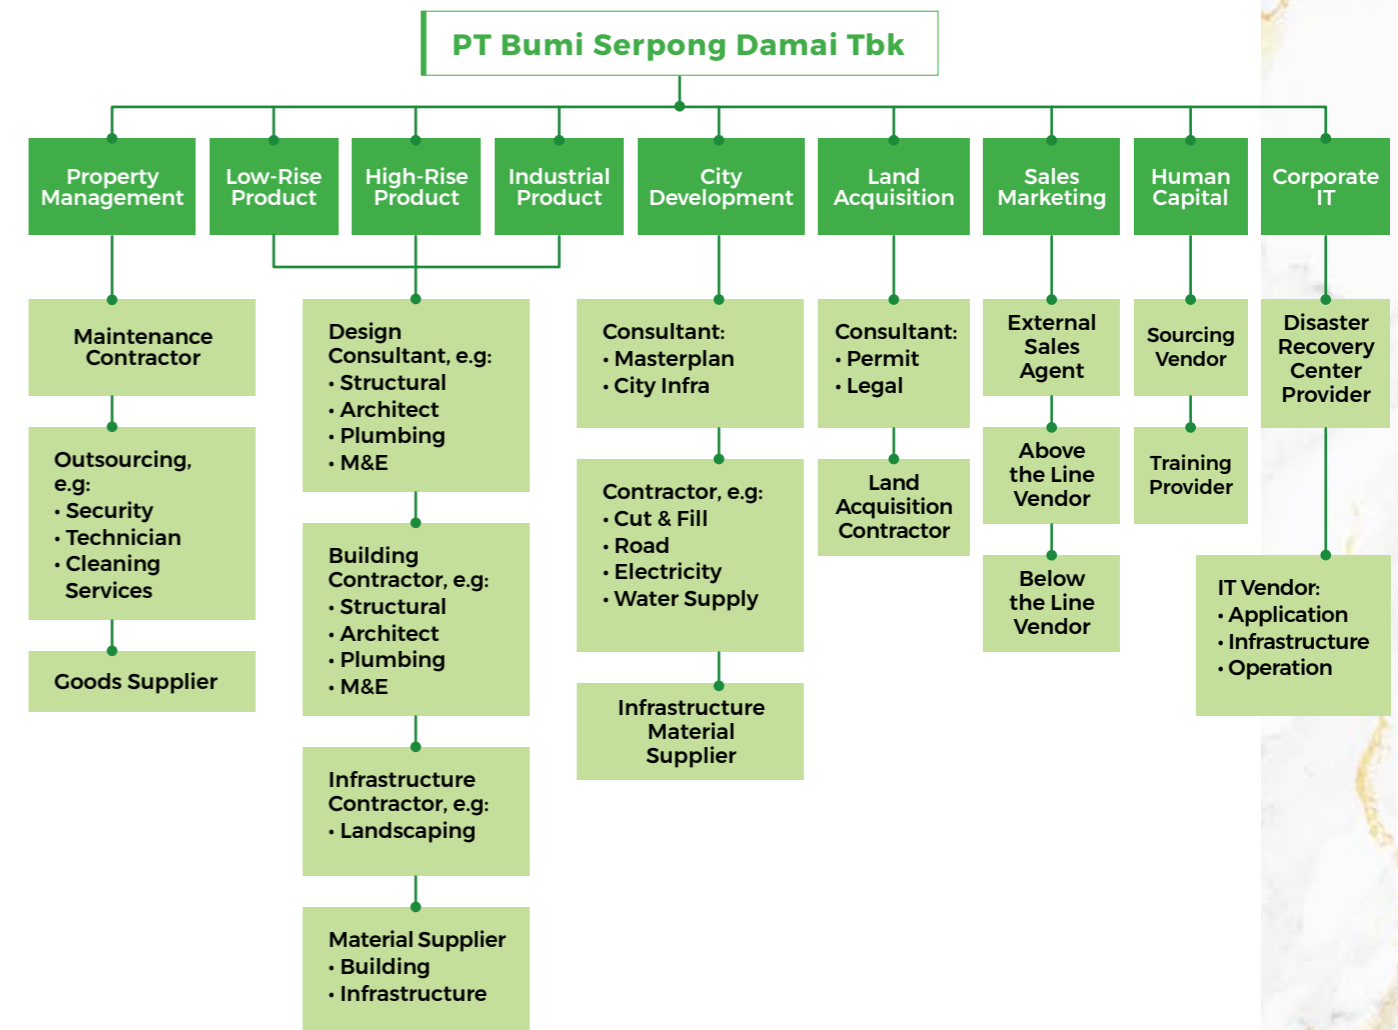 PT Bumi Serpong Damai Tbk
Property
Management
Low-Rise
Product
High-Rise
Product
Industrial
Product
City
Development
Land
Acquisition
Sales
Marketing
Human
Capital
Corporate
IT
Maintenance
Contractor
Outsourcing,
e.g:
• Security
• Technician
• Cleaning
Services
Goods Supplier
Design
Consultant, e.g:
• Structural
• Architect
• Plumbing
• M&E
Building
Contractor, e.g:
• Structural
• Architect
• Plumbing
• M&E
Infrastructure
Contractor, e.g:
• Landscaping
Material Supplier
• Building
• Infrastructure
Consultant:
• Masterplan
• City Infra
Contractor, e.g:
• Cut & Fill
• Road
• Electricity
• Water Supply
Infrastructure
Material
Supplier
Consultant:
• Permit
• Legal
Land
Acquisition
Contractor
External
Sales
Agent
Above
the Line
Vendor
Below
the Line
Vendor
Sourcing
Vendor
Training
Provider
Disaster
Recovery
Center
Provider
IT Vendor:
• Application
• Infrastructure
• Operation